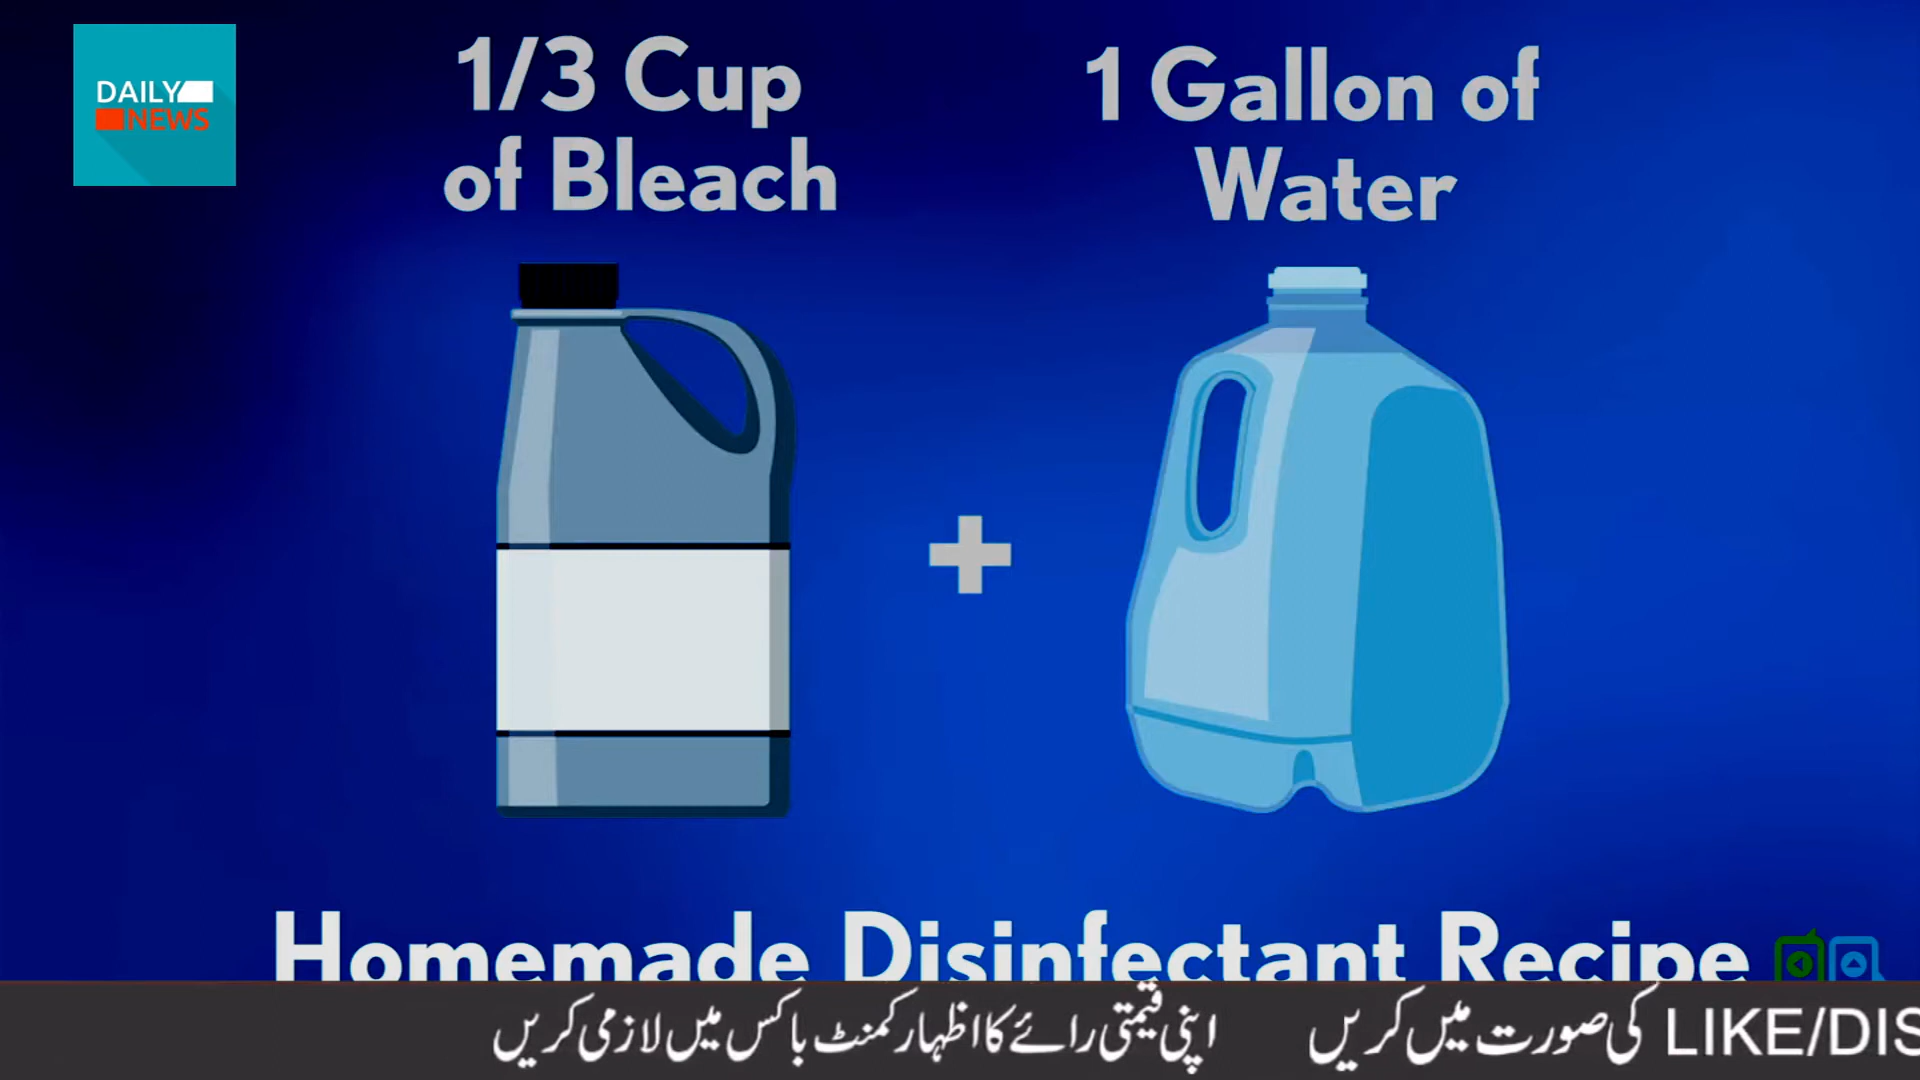 DAILY
NEWS
1/3 Cup
of Bleach
1 Gallon of
Water
+
Homemade Disinfectant Recipe
LIKE/DIS کی صورت میں کریں اپنی قیمتی رائے کا اظہار کمنٹ باکس میں لازمی کریں